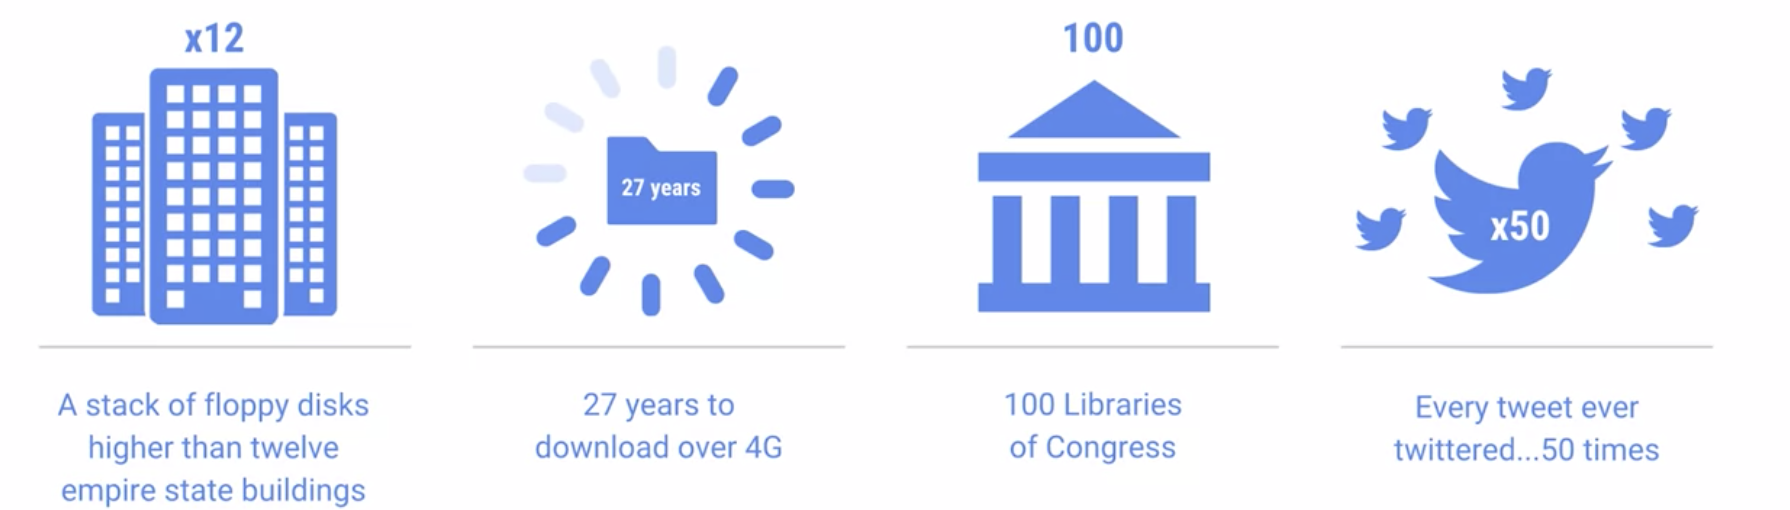 x12
A stack of floppy disks
higher than twelve
empire state buildings
27 years
27 years to
download over 4G
100
100 Libraries
of Congress
x50
Every tweet ever
twittered...50 times